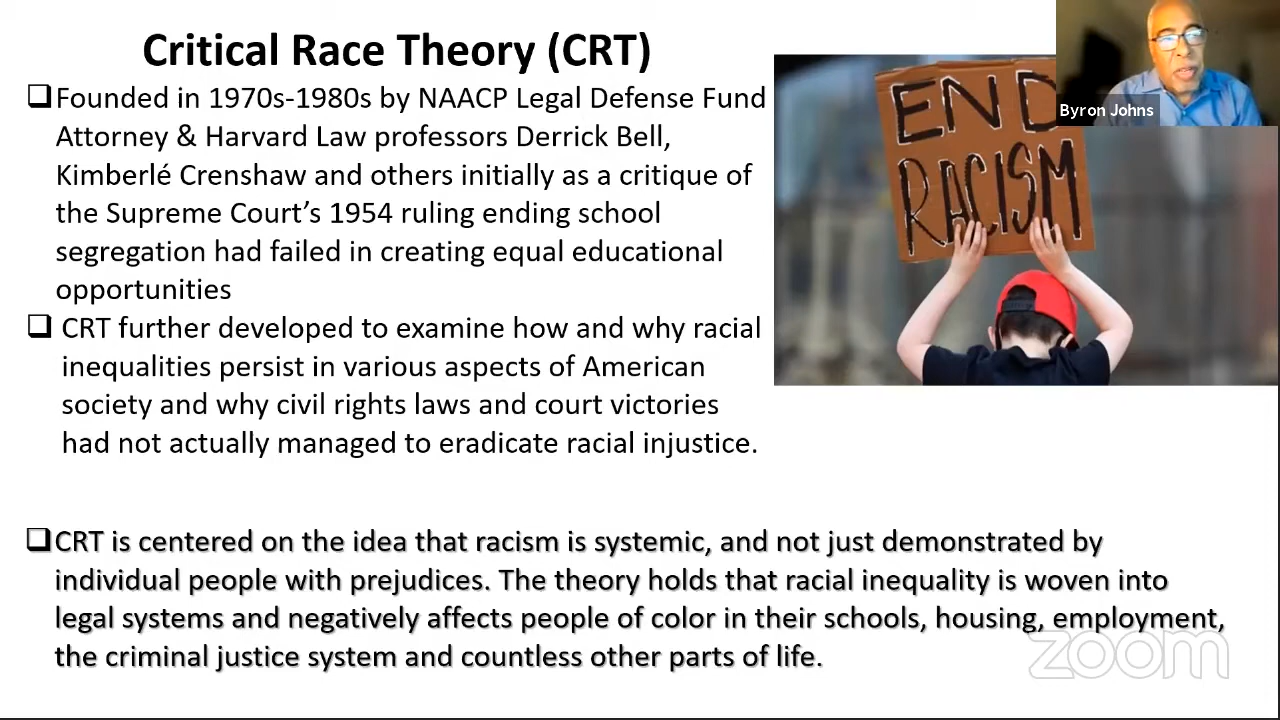 Critical Race Theory (CRT)
Founded in 1970s-1980s by NAACP Legal Defense Fund
Attorney & Harvard Law professors Derrick Bell,
Kimberlé Crenshaw and others initially as a critique of
the Supreme Court’s 1954 ruling ending school
segregation had failed in creating equal educational
opportunities
CRT further developed to examine how and why racial
inequalities persist in various aspects of American
society and why civil rights laws and court victories
had not actually managed to eradicate racial injustice.
END
RACISM
Byron Johns
CRT is centered on the idea that racism is systemic, and not just demonstrated by
individual people with prejudices. The theory holds that racial inequality is woven into
legal systems and negatively affects people of color in their schools, housing, employment,
the criminal justice system and countless other parts of life.
zoom